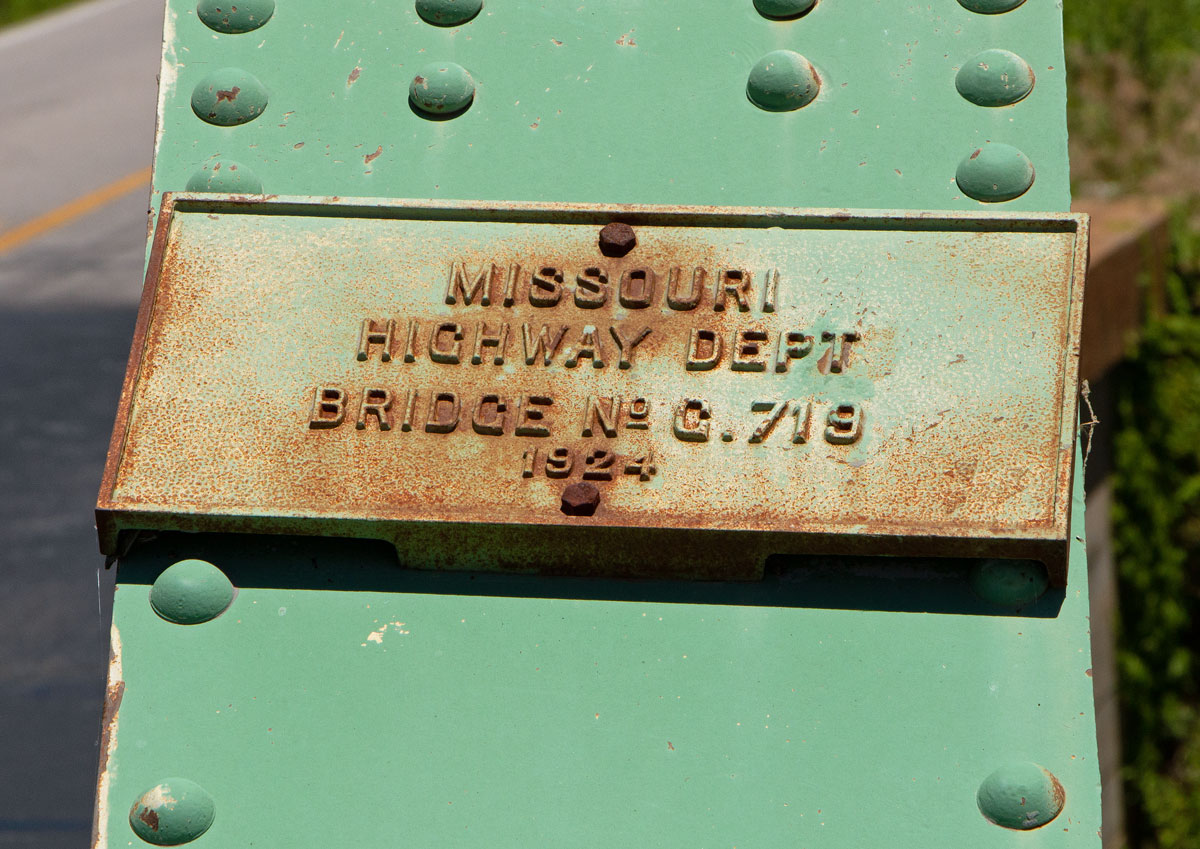 MISSOURI
HIGHWAY DEPT
BRIDGE Nº G.719
1924